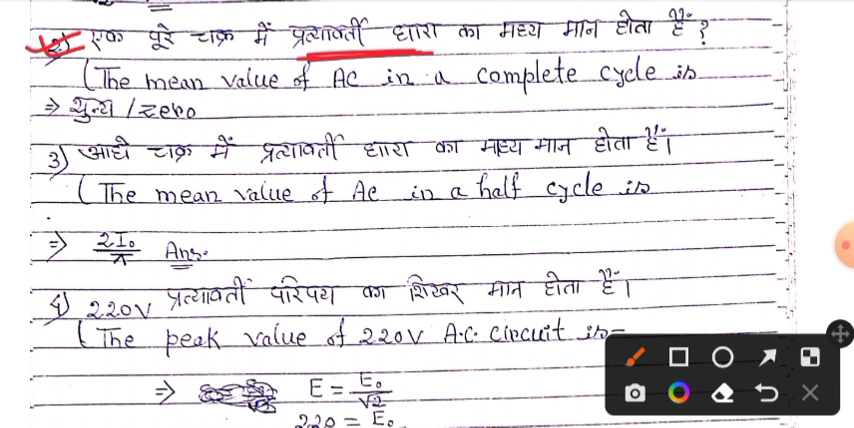 2) एक पूरे चक्र में प्रत्यावर्ती धारा का मध्य मान होता है ?
(The mean value of AC in a complete cycle is
⇒ शून्य / zero
3) आधे चक्र में प्रत्यावर्ती धारा का माध्य मान होता है।
(The mean value of Ac in a half cycle is
⇒ 2I₀/π Ans.
4) 220V प्रत्यावर्ती परिपथ का शिखर मान होता है।
(The peak value of 220V A.C. circuit is-
⇒ E = E₀/√2
220 = E₀